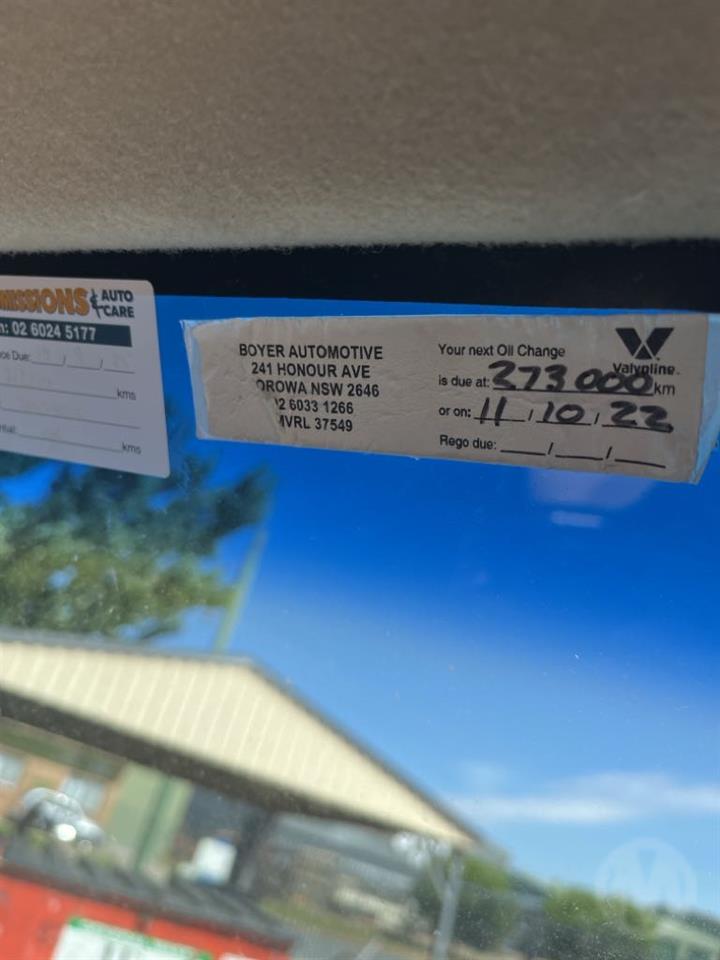 MISSIONS & AUTO CARE
n: 02 6024 5177
ce Due: / /
kms
kms
BOYER AUTOMOTIVE
241 HONOUR AVE
OROWA NSW 2646
2 6033 1266
MVRL 37549
Your next Oil Change
is due at: 273 000 km
or on: 11 / 10 / 22
Rego due: / /
Valvoline